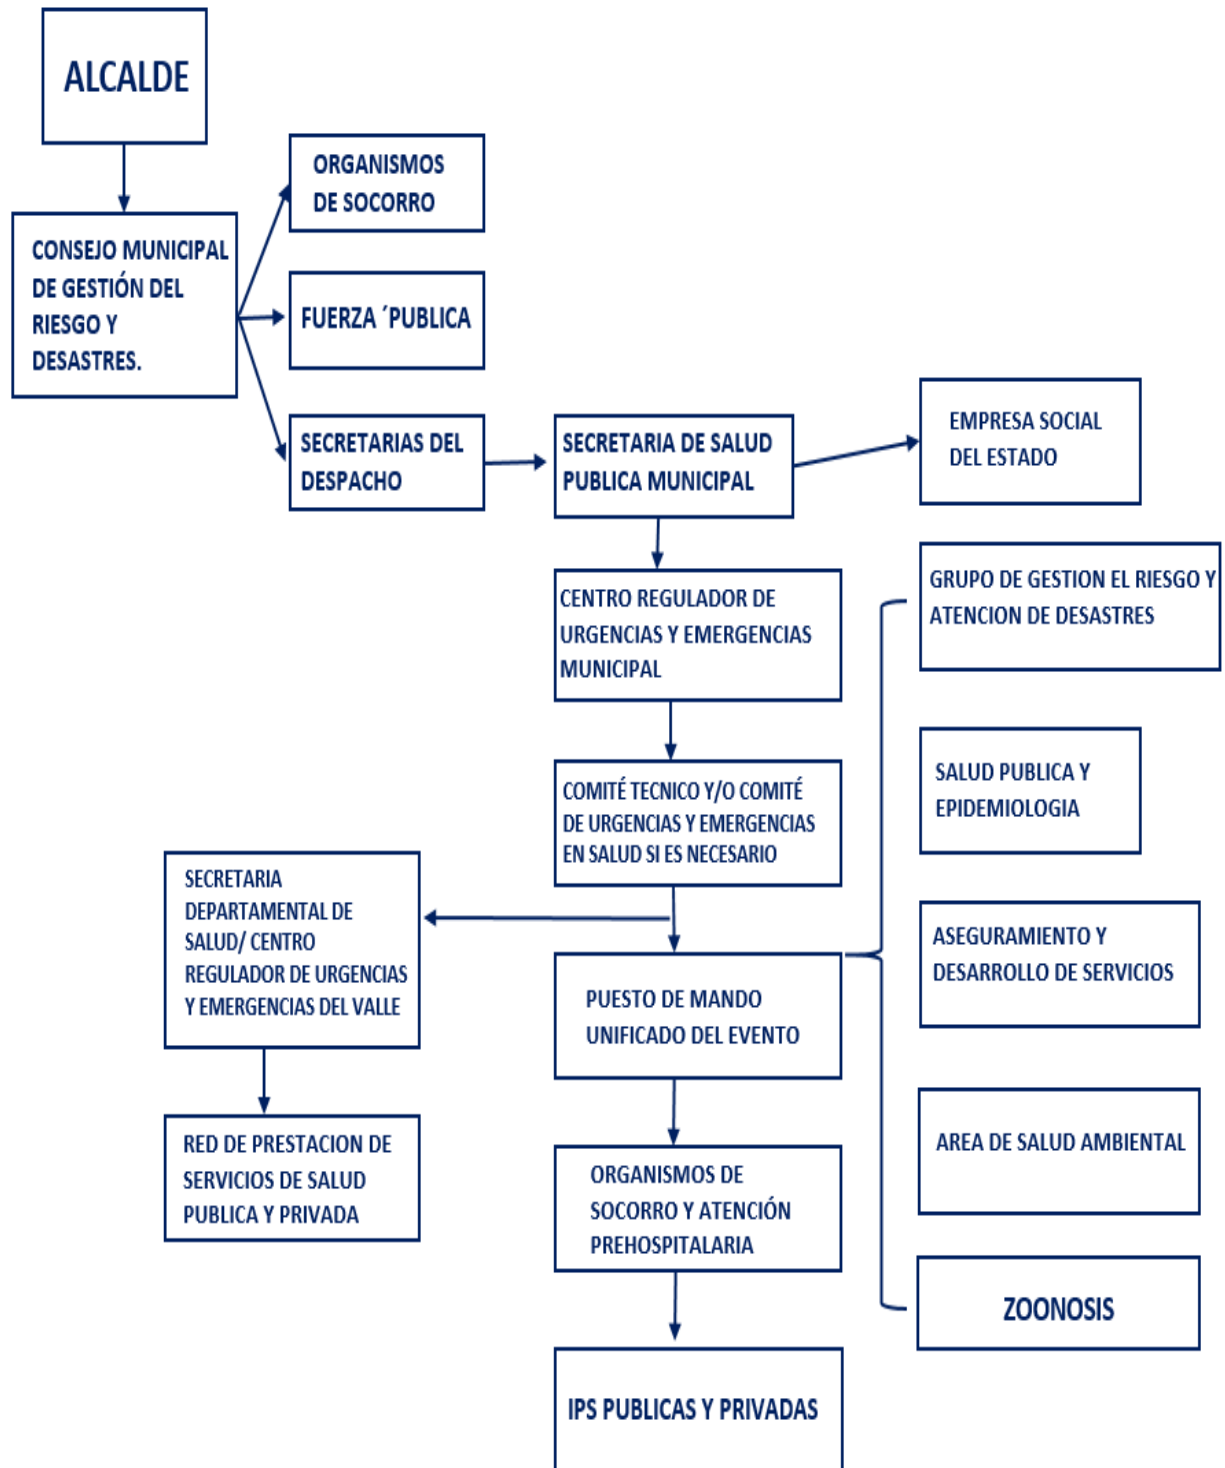 ALCALDE
CONSEJO MUNICIPAL
DE GESTIÓN DEL
RIESGO Y
DESASTRES.
ORGANISMOS
DE SOCORRO
FUERZA ´PUBLICA
SECRETARIAS DEL
DESPACHO
SECRETARIA DE SALUD
PUBLICA MUNICIPAL
EMPRESA SOCIAL
DEL ESTADO
CENTRO REGULADOR DE
URGENCIAS Y EMERGENCIAS
MUNICIPAL
COMITÉ TECNICO Y/O COMITÉ
DE URGENCIAS Y EMERGENCIAS
EN SALUD SI ES NECESARIO
SECRETARIA
DEPARTAMENTAL DE
SALUD/ CENTRO
REGULADOR DE URGENCIAS
Y EMERGENCIAS DEL VALLE
RED DE PRESTACION DE
SERVICIOS DE SALUD
PUBLICA Y PRIVADA
PUESTO DE MANDO
UNIFICADO DEL EVENTO
GRUPO DE GESTION EL RIESGO Y
ATENCION DE DESASTRES
SALUD PUBLICA Y
EPIDEMIOLOGIA
ASEGURAMIENTO Y
DESARROLLO DE SERVICIOS
AREA DE SALUD AMBIENTAL
ZOONOSIS
ORGANISMOS DE
SOCORRO Y ATENCIÓN
PREHOSPITALARIA
IPS PUBLICAS Y PRIVADAS